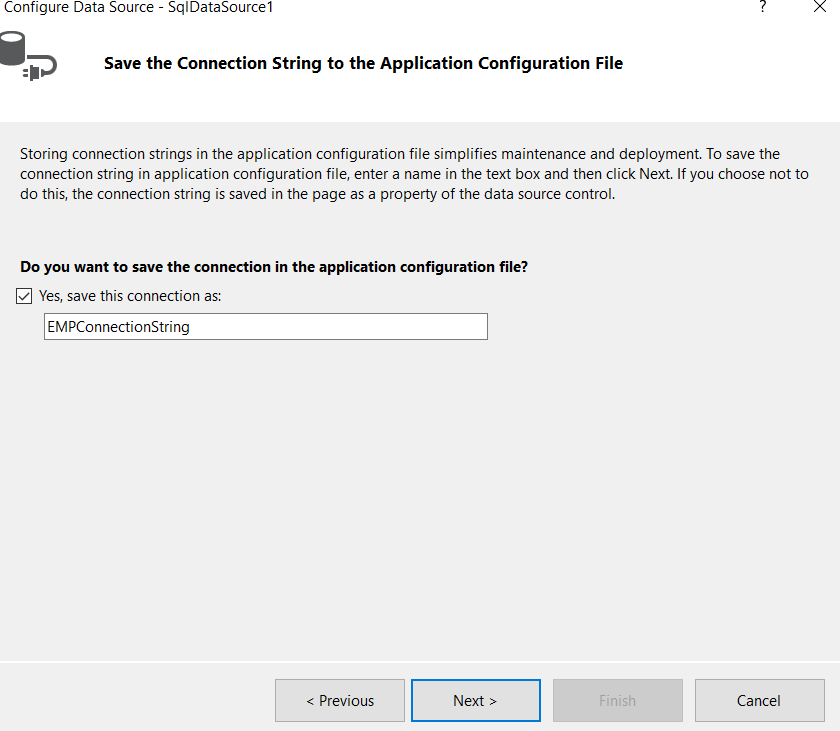 Configure Data Source - SqlDataSource1
?
Save the Connection String to the Application Configuration File
Storing connection strings in the application configuration file simplifies maintenance and deployment. To save the
connection string in application configuration file, enter a name in the text box and then click Next. If you choose not to
do this, the connection string is saved in the page as a property of the data source control.
Do you want to save the connection in the application configuration file?
Yes, save this connection as:
EMPConnectionString
< Previous
Next >
Finish
Cancel